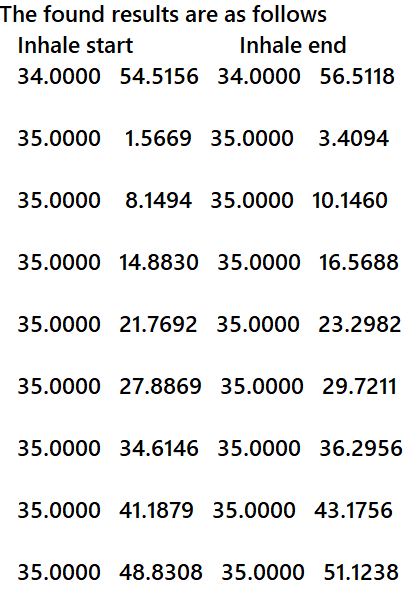 The found results are as follows
Inhale start Inhale end
34.0000 54.5156 34.0000 56.5118
35.0000 1.5669 35.0000 3.4094
35.0000 8.1494 35.0000 10.1460
35.0000 14.8830 35.0000 16.5688
35.0000 21.7692 35.0000 23.2982
35.0000 27.8869 35.0000 29.7211
35.0000 34.6146 35.0000 36.2956
35.0000 41.1879 35.0000 43.1756
35.0000 48.8308 35.0000 51.1238